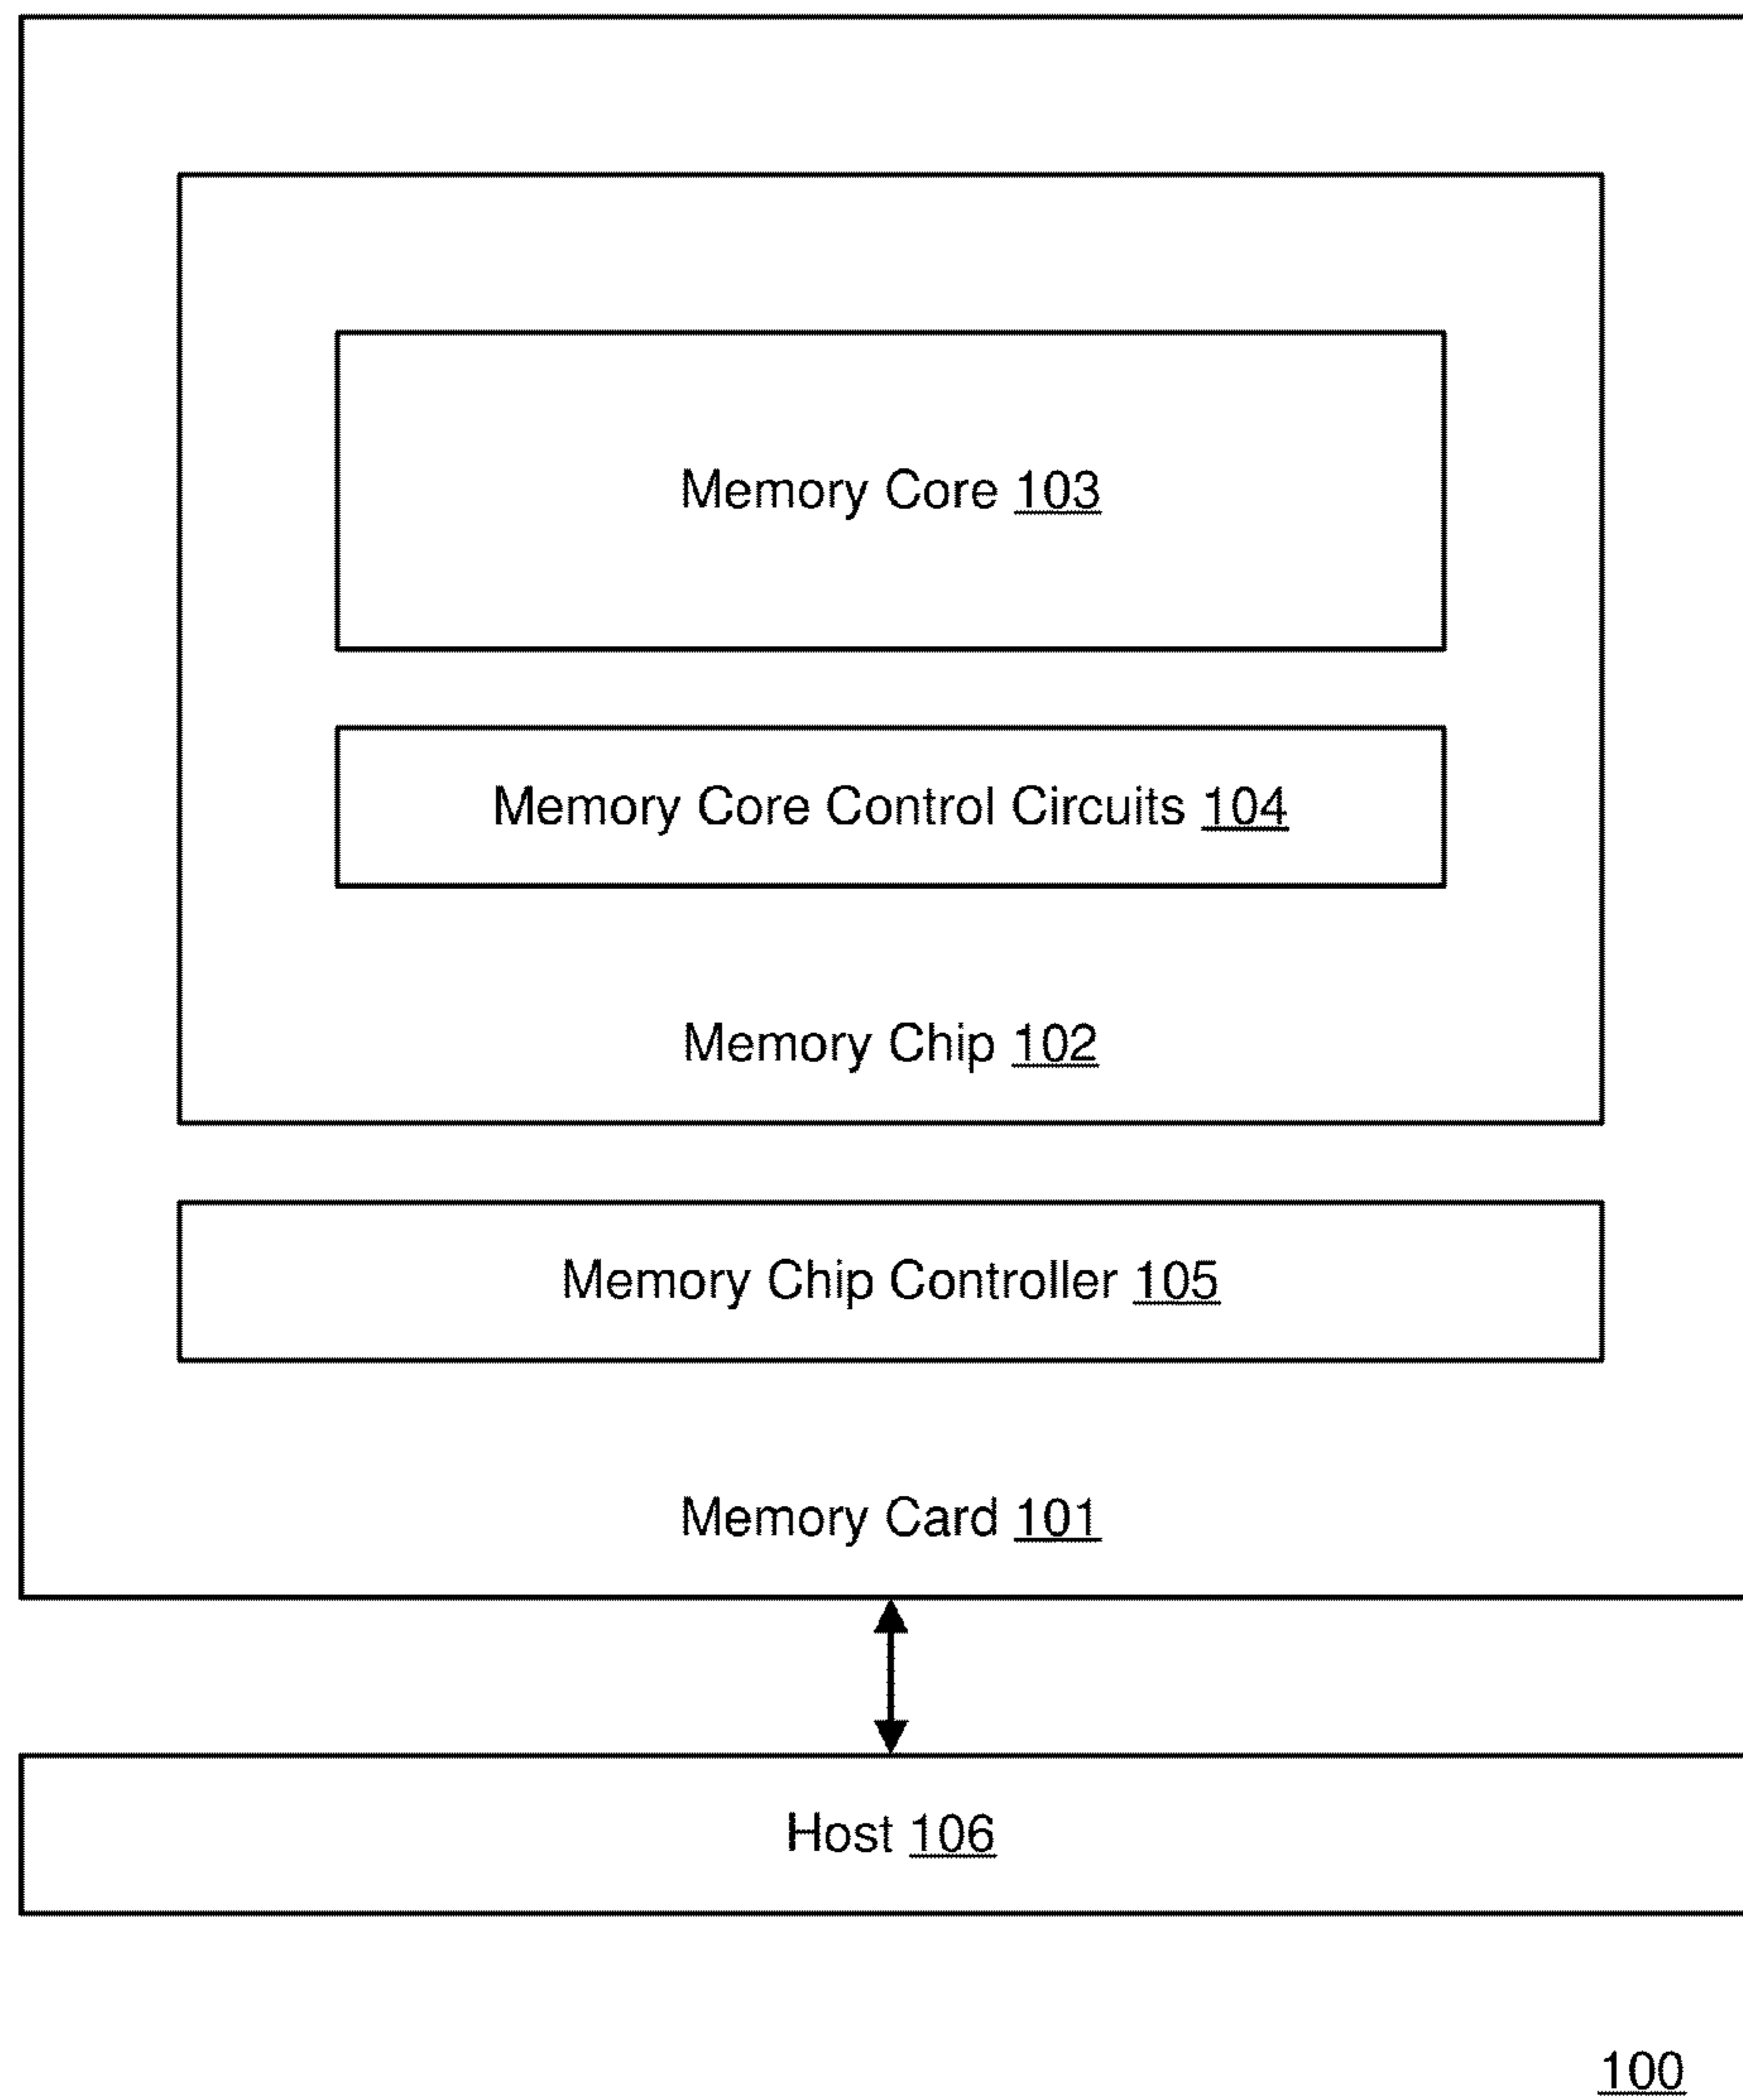 Memory Core 103
Memory Core Control Circuits 104
Memory Chip 102
Memory Chip Controller 105
Memory Card 101
Host 106
100